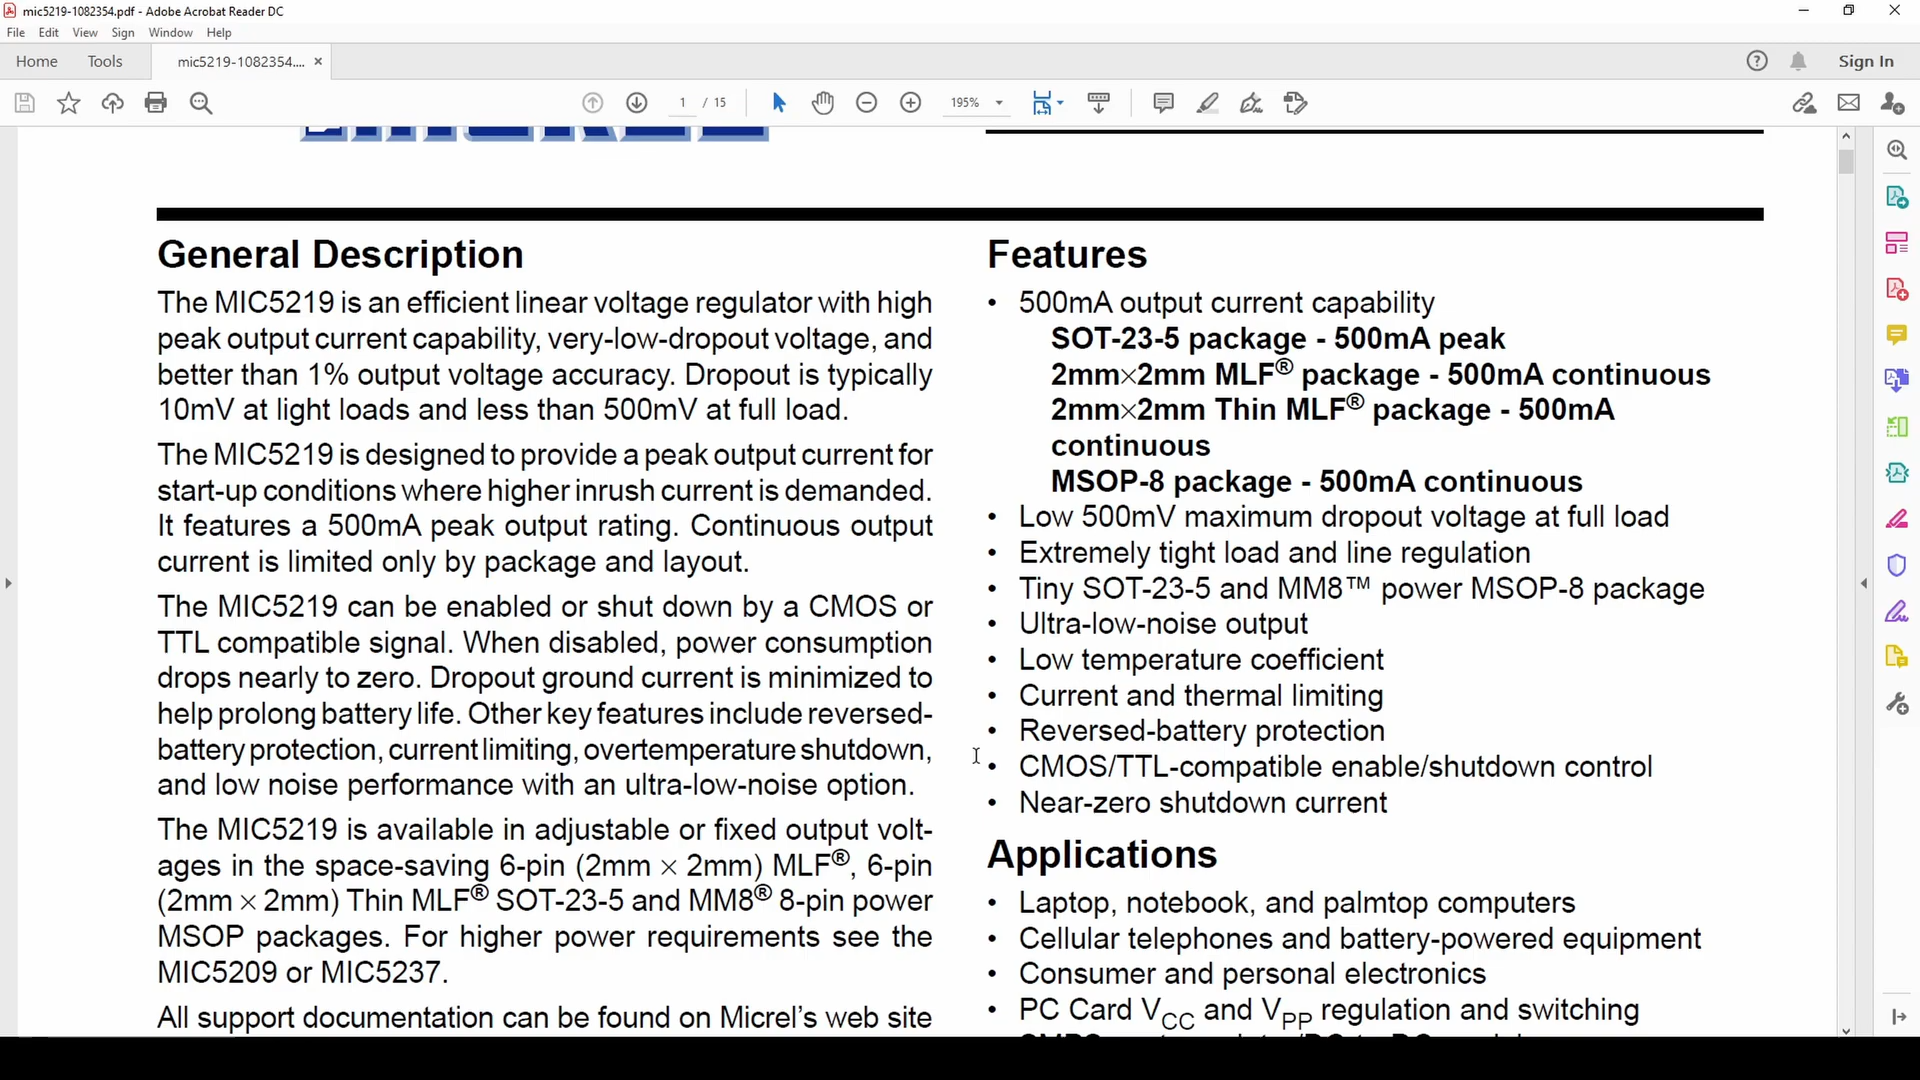 mic5219-1082354.pdf - Adobe Acrobat Reader DC
File Edit View Sign Window Help
Home Tools mic5219-1082354.... × Sign In
1 / 15 195%
General Description
The MIC5219 is an efficient linear voltage regulator with high
peak output current capability, very-low-dropout voltage, and
better than 1% output voltage accuracy. Dropout is typically
10mV at light loads and less than 500mV at full load.
The MIC5219 is designed to provide a peak output current for
start-up conditions where higher inrush current is demanded.
It features a 500mA peak output rating. Continuous output
current is limited only by package and layout.
The MIC5219 can be enabled or shut down by a CMOS or
TTL compatible signal. When disabled, power consumption
drops nearly to zero. Dropout ground current is minimized to
help prolong battery life. Other key features include reversed-
battery protection, current limiting, overtemperature shutdown,
and low noise performance with an ultra-low-noise option.
The MIC5219 is available in adjustable or fixed output volt-
ages in the space-saving 6-pin (2mm × 2mm) MLF®, 6-pin
(2mm × 2mm) Thin MLF® SOT-23-5 and MM8® 8-pin power
MSOP packages. For higher power requirements see the
MIC5209 or MIC5237.
All support documentation can be found on Micrel's web site
Features
• 500mA output current capability
SOT-23-5 package - 500mA peak
2mm×2mm MLF® package - 500mA continuous
2mm×2mm Thin MLF® package - 500mA
continuous
MSOP-8 package - 500mA continuous
• Low 500mV maximum dropout voltage at full load
• Extremely tight load and line regulation
• Tiny SOT-23-5 and MM8™ power MSOP-8 package
• Ultra-low-noise output
• Low temperature coefficient
• Current and thermal limiting
• Reversed-battery protection
• CMOS/TTL-compatible enable/shutdown control
• Near-zero shutdown current
Applications
• Laptop, notebook, and palmtop computers
• Cellular telephones and battery-powered equipment
• Consumer and personal electronics
• PC Card VCC and VPP regulation and switching